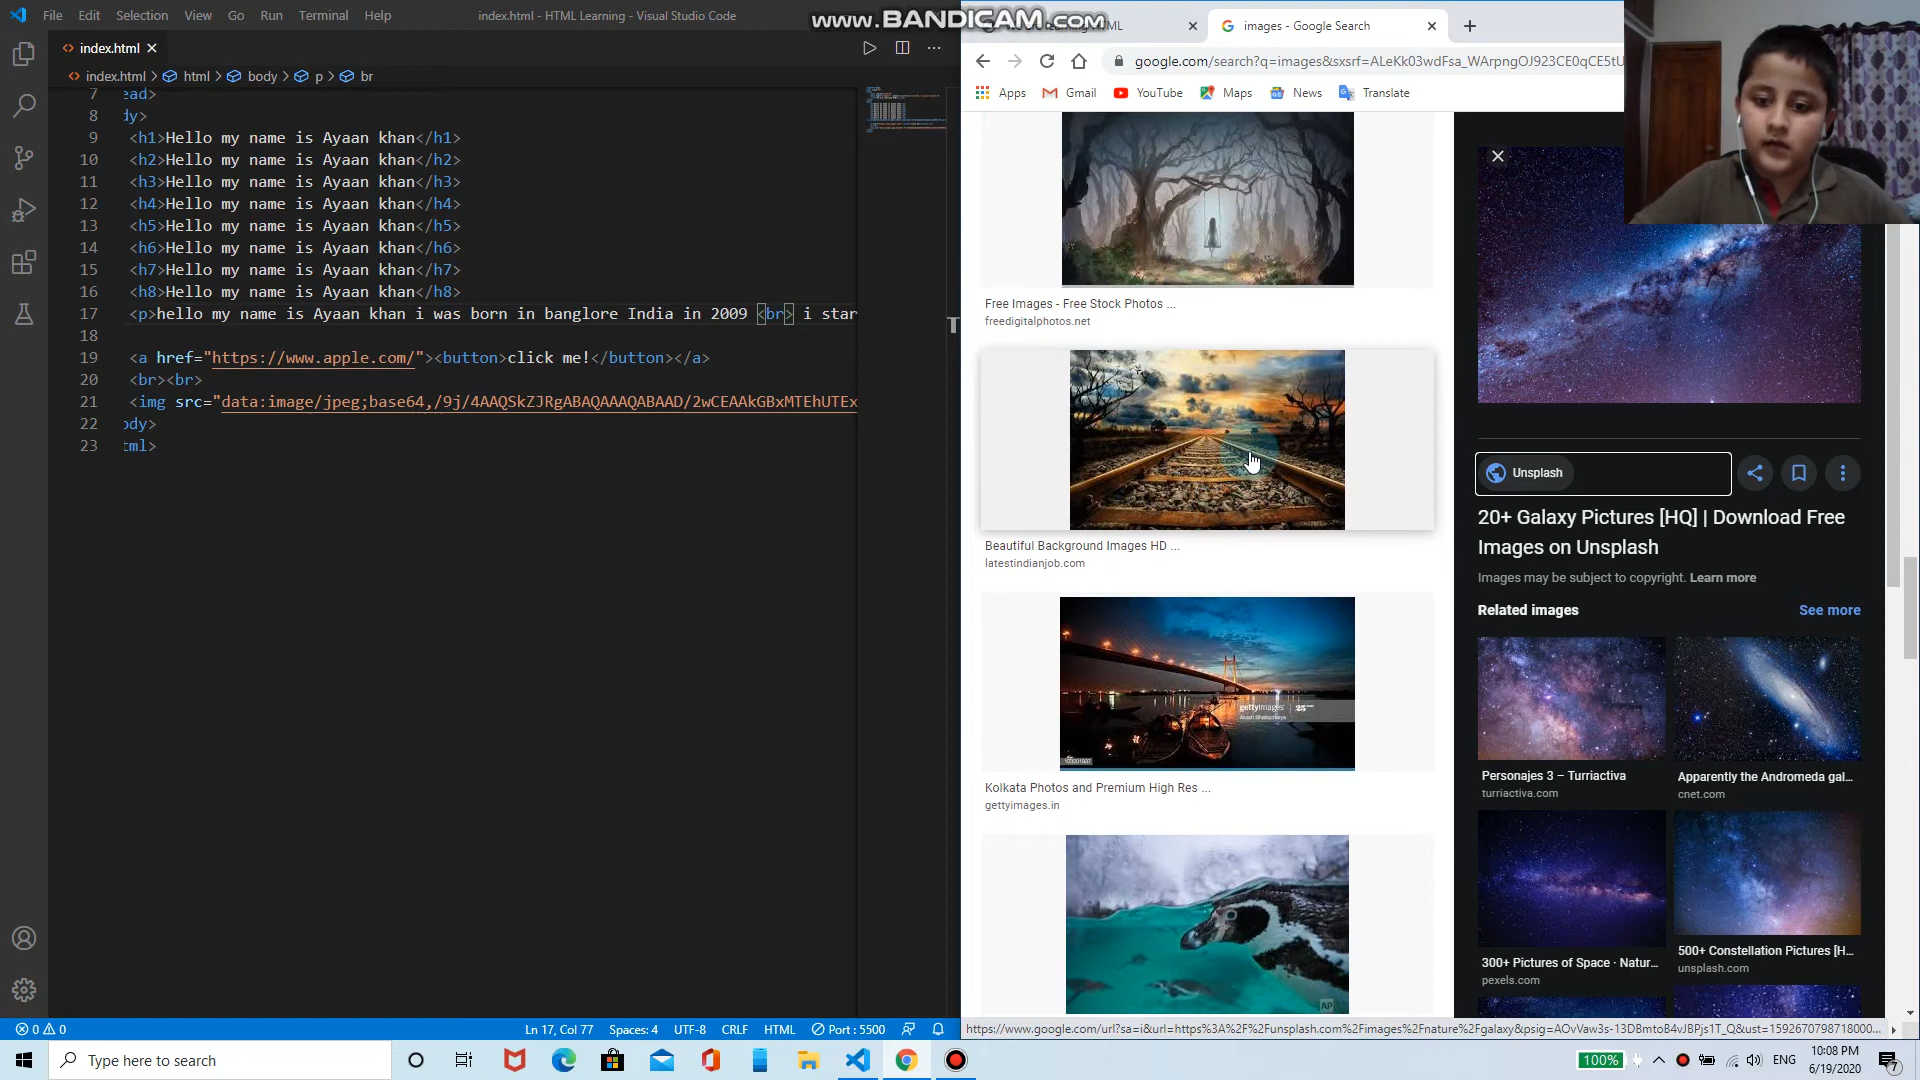 File Edit Selection View Go Run Terminal Help
index.html - HTML Learning - Visual Studio Code
www.BANDICAM.com
index.html
index.html > html > body > p > br
7 ead>
8 dy>
9 <h1>Hello my name is Ayaan khan</h1>
10 <h2>Hello my name is Ayaan khan</h2>
11 <h3>Hello my name is Ayaan khan</h3>
12 <h4>Hello my name is Ayaan khan</h4>
13 <h5>Hello my name is Ayaan khan</h5>
14 <h6>Hello my name is Ayaan khan</h6>
15 <h7>Hello my name is Ayaan khan</h7>
16 <h8>Hello my name is Ayaan khan</h8>
17 <p>hello my name is Ayaan khan i was born in banglore India in 2009 <br> i star
18
19 <a href="https://www.apple.com/"><button>click me!</button></a>
20 <br><br>
21 <img src="data:image/jpeg;base64,/9j/4AAQSkZJRgABAQAAAQABAAD/2wCEAAkGBxMTEhUTEx
22 ody>
23 tml>
0 0
Ln 17, Col 77 Spaces: 4 UTF-8 CRLF HTML Port : 5500
images - Google Search
google.com/search?q=images&sxsrf=ALeKk03wdFsa_WArpngOJ923CE0qCE5tU
Apps Gmail YouTube Maps News Translate
Free Images - Free Stock Photos ...
freedigitalphotos.net
Beautiful Background Images HD ...
latestindianjob.com
gettyimages
Kolkata Photos and Premium High Res ...
gettyimages.in
AP
Unsplash
20+ Galaxy Pictures [HQ] | Download Free
Images on Unsplash
Images may be subject to copyright. Learn more
Related images See more
Personajes 3 – Turriactiva
turriactiva.com
Apparently the Andromeda gal...
cnet.com
300+ Pictures of Space · Natur...
pexels.com
500+ Constellation Pictures [H...
unsplash.com
https://www.google.com/url?sa=i&url=https%3A%2F%2Funsplash.com%2Fimages%2Fnature%2Fgalaxy&psig=AOvVaw3s-13DBmtoB4vJBPjs1T_Q&ust=1592670798718000...
Type here to search
100%
ENG
10:08 PM
6/19/2020
7